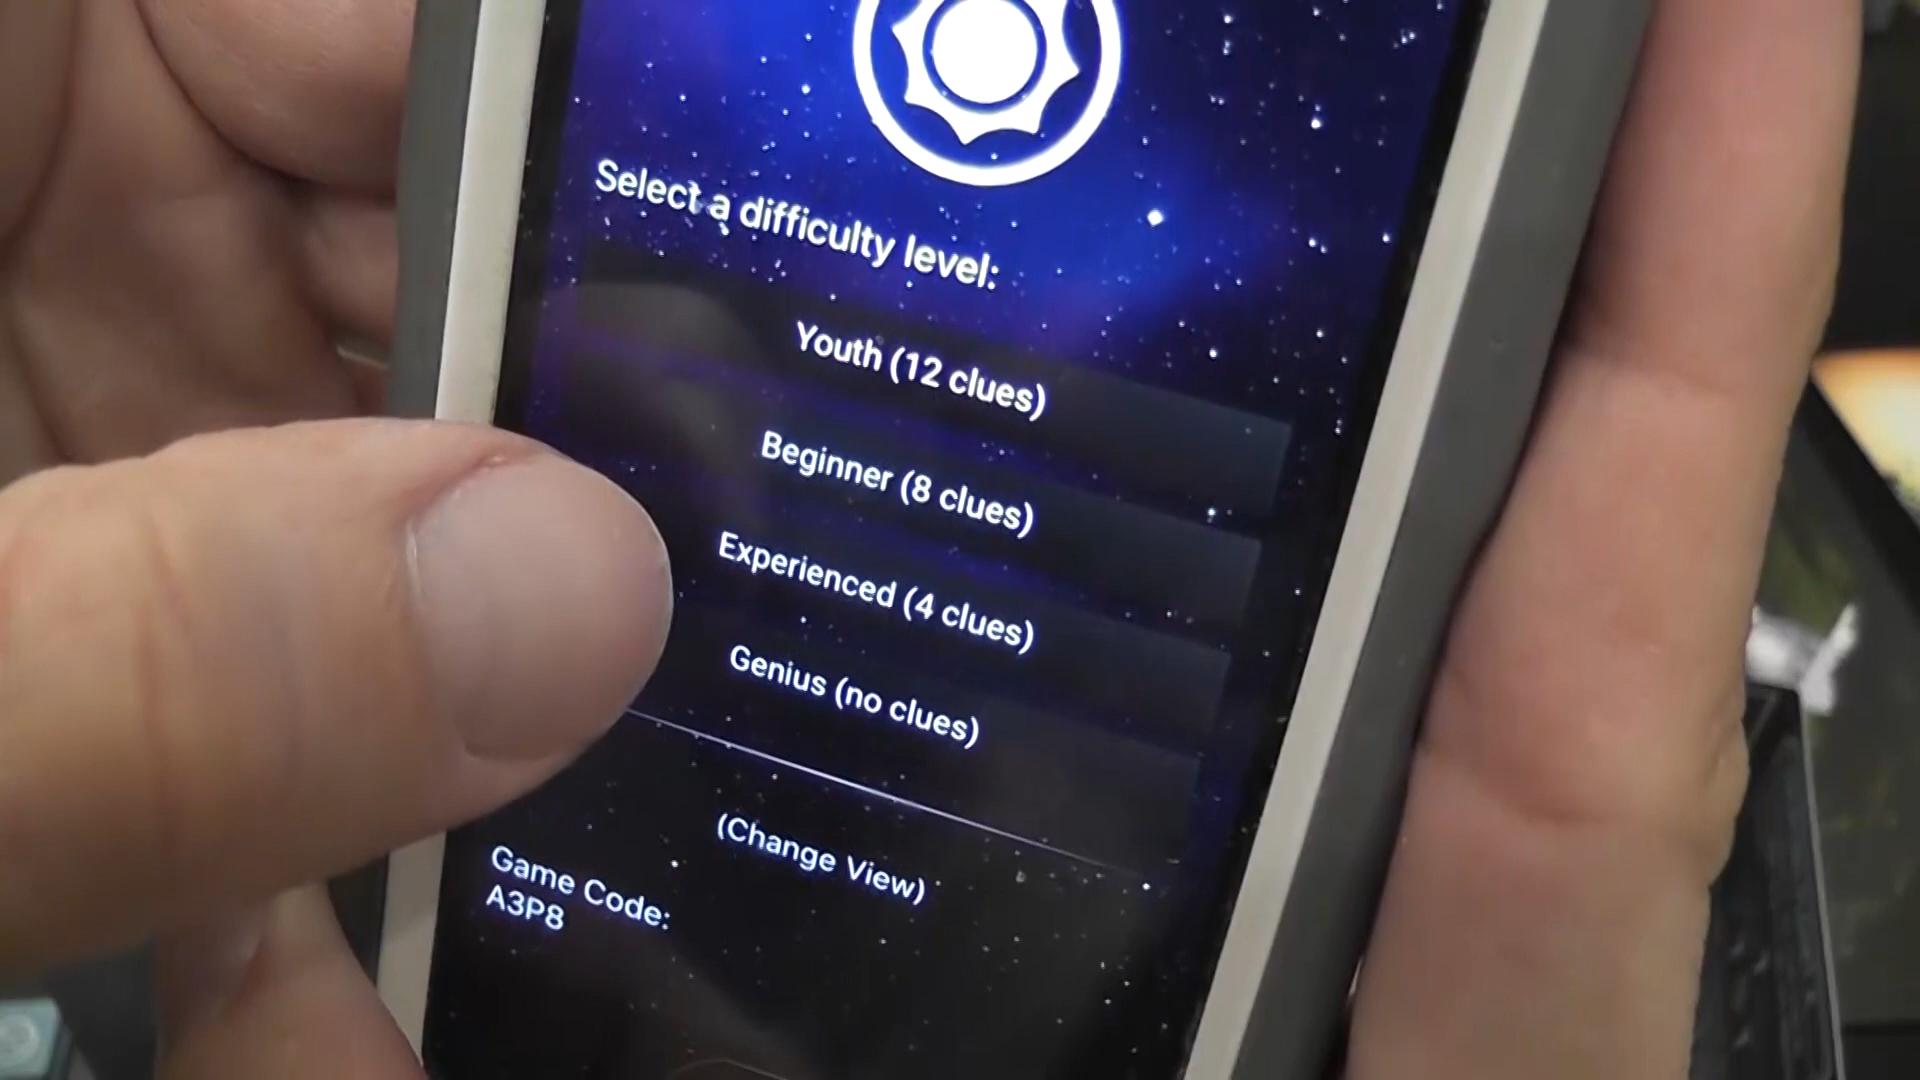 Select a difficulty level:
Youth (12 clues)
Beginner (8 clues)
Experienced (4 clues)
Genius (no clues)
(Change View)
Game Code:
A3P8